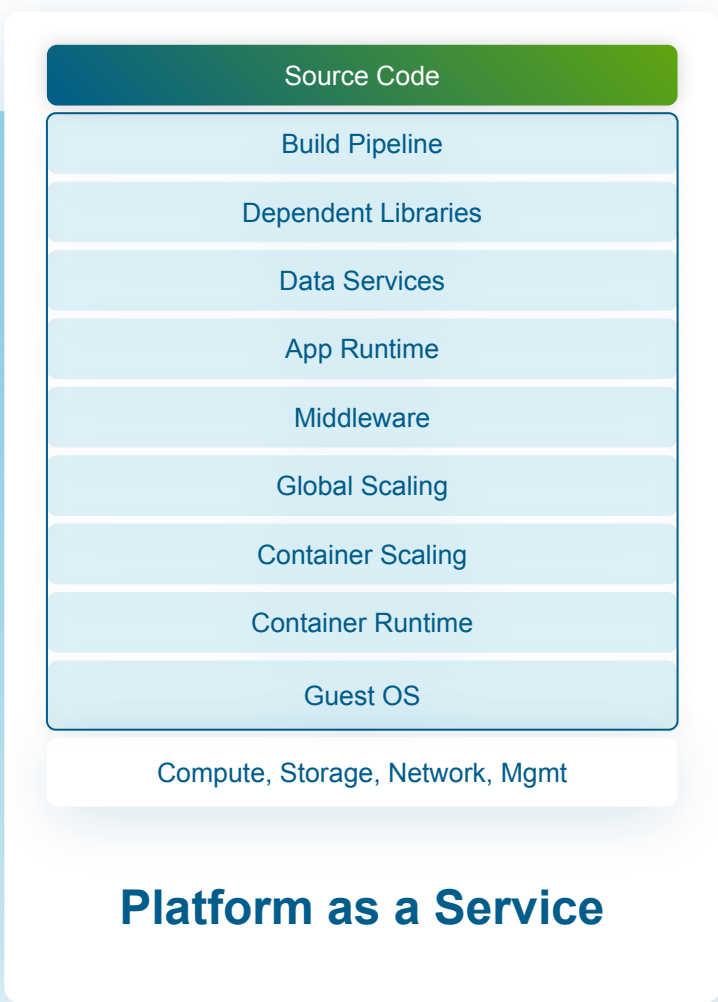 Source Code
Build Pipeline
Dependent Libraries
Data Services
App Runtime
Middleware
Global Scaling
Container Scaling
Container Runtime
Guest OS
Compute, Storage, Network, Mgmt
Platform as a Service